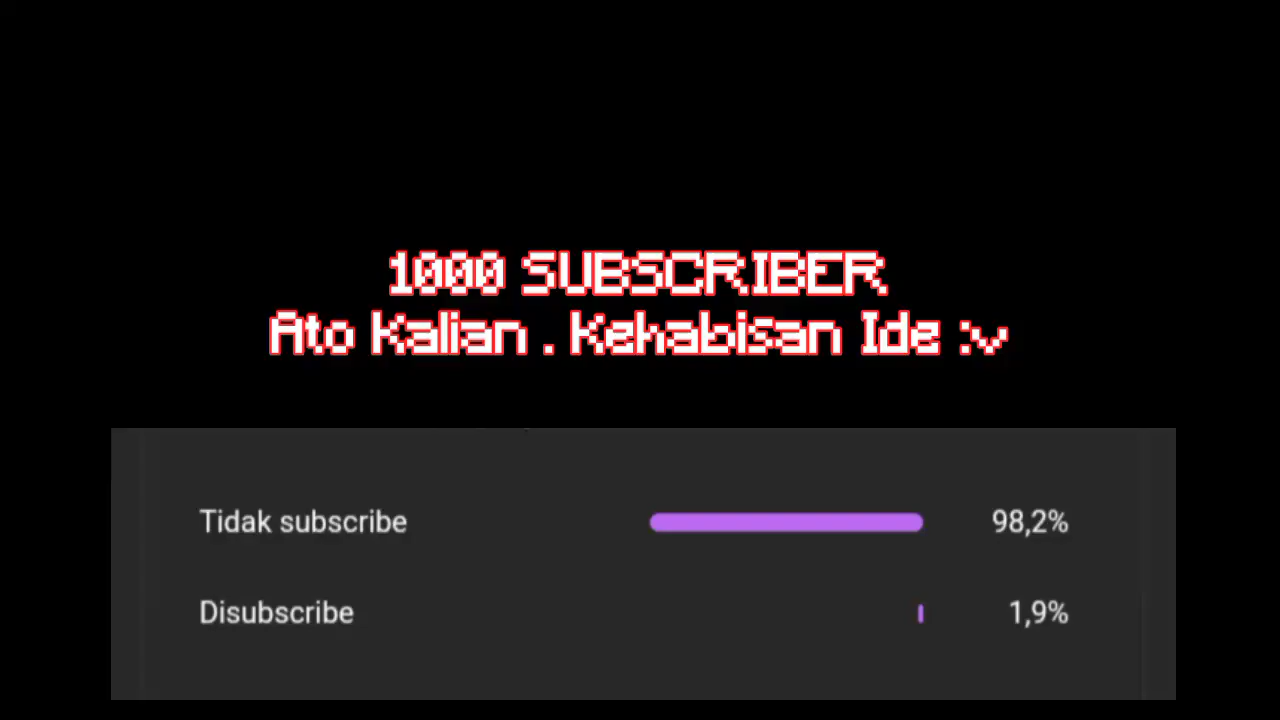 1000 SUBSCRIBER
Ato Kalian . Kehabisan Ide :v
Tidak subscribe 98,2%
Disubscribe 1,9%